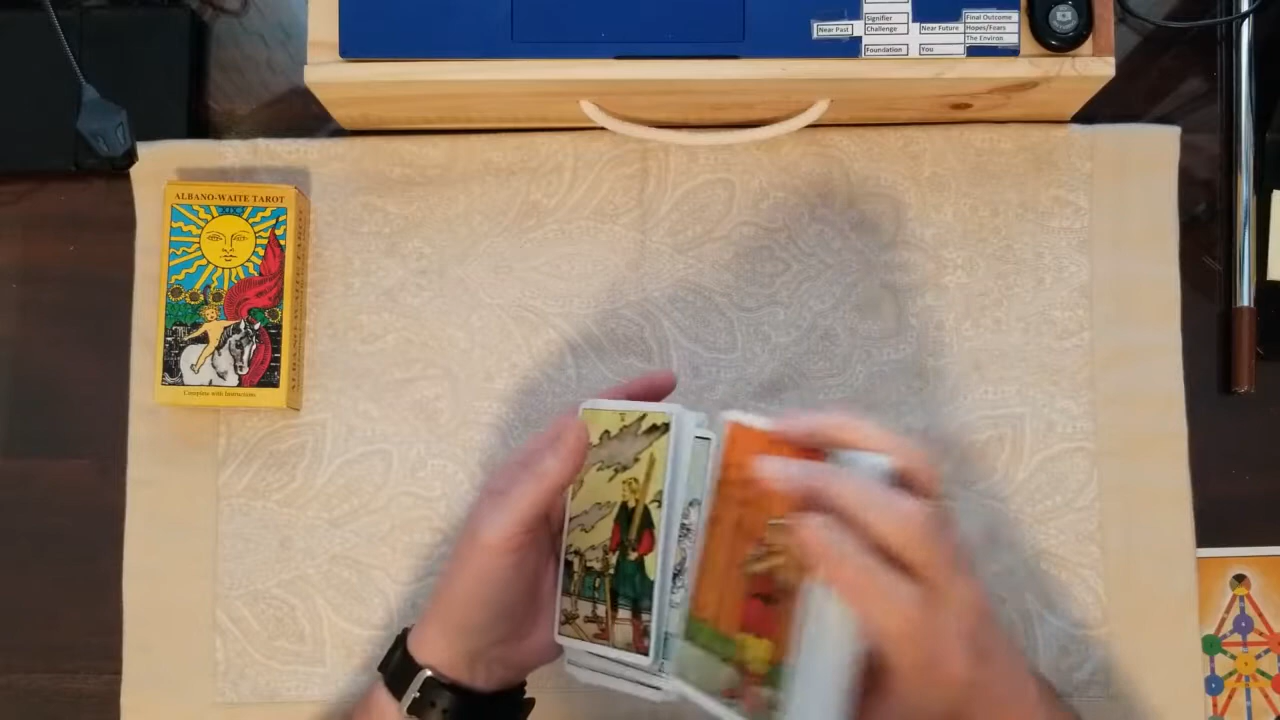 Near Past
Signifier
Challenge
Foundation
Near Future
You
Final Outcome
Hopes/Fears
The Environ.
ALBANO-WAITE TAROT
XIX
Complete with Instructions